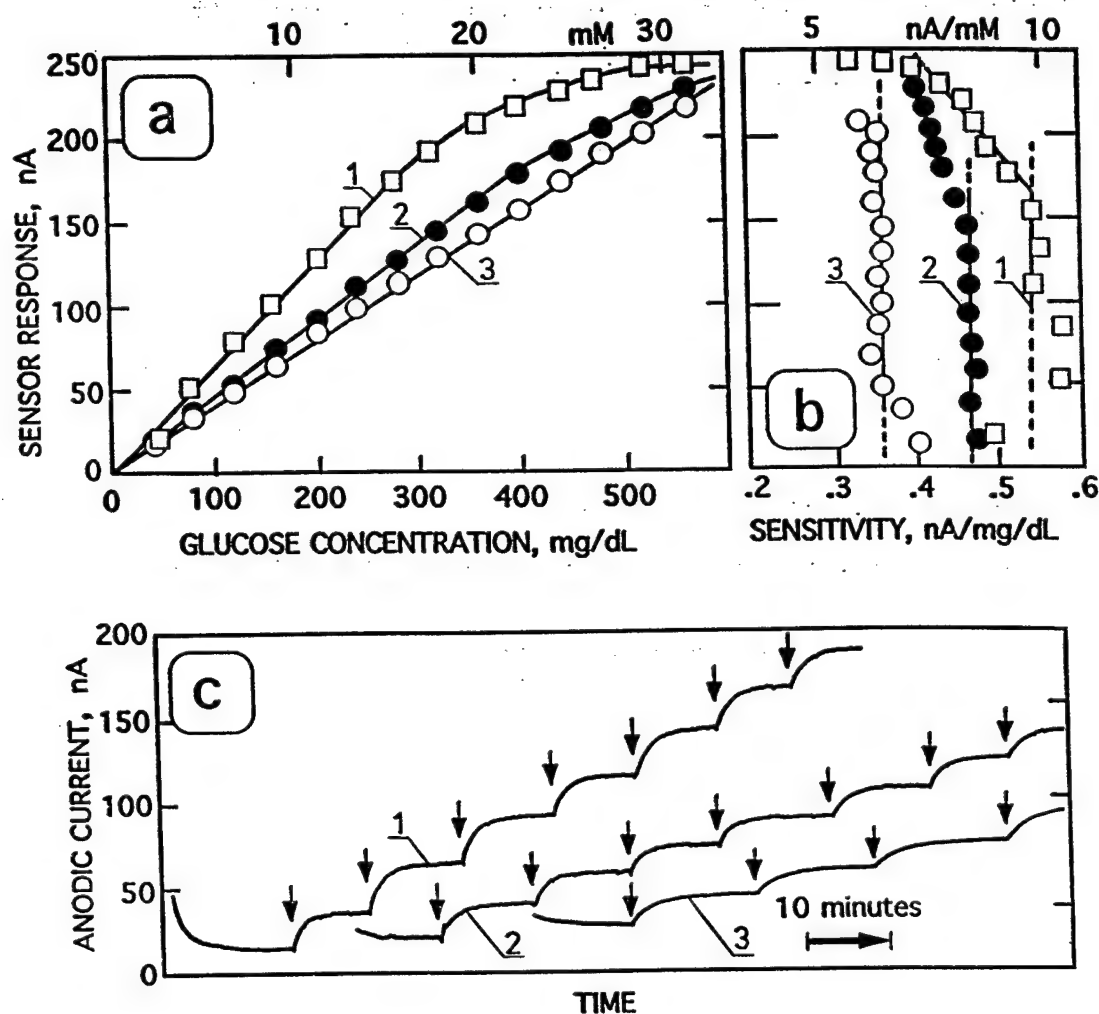 10 20 mM 30
5 nA/mM 10
a
250
200
150
100
50
0
SENSOR RESPONSE, nA
1
2
3
0 100 200 300 400 500
GLUCOSE CONCENTRATION, mg/dL
b
3 2 1
.2 .3 .4 .5 .6
SENSITIVITY, nA/mg/dL
c
200
150
100
50
0
ANODIC CURRENT, nA
1
2
3
10 minutes
TIME